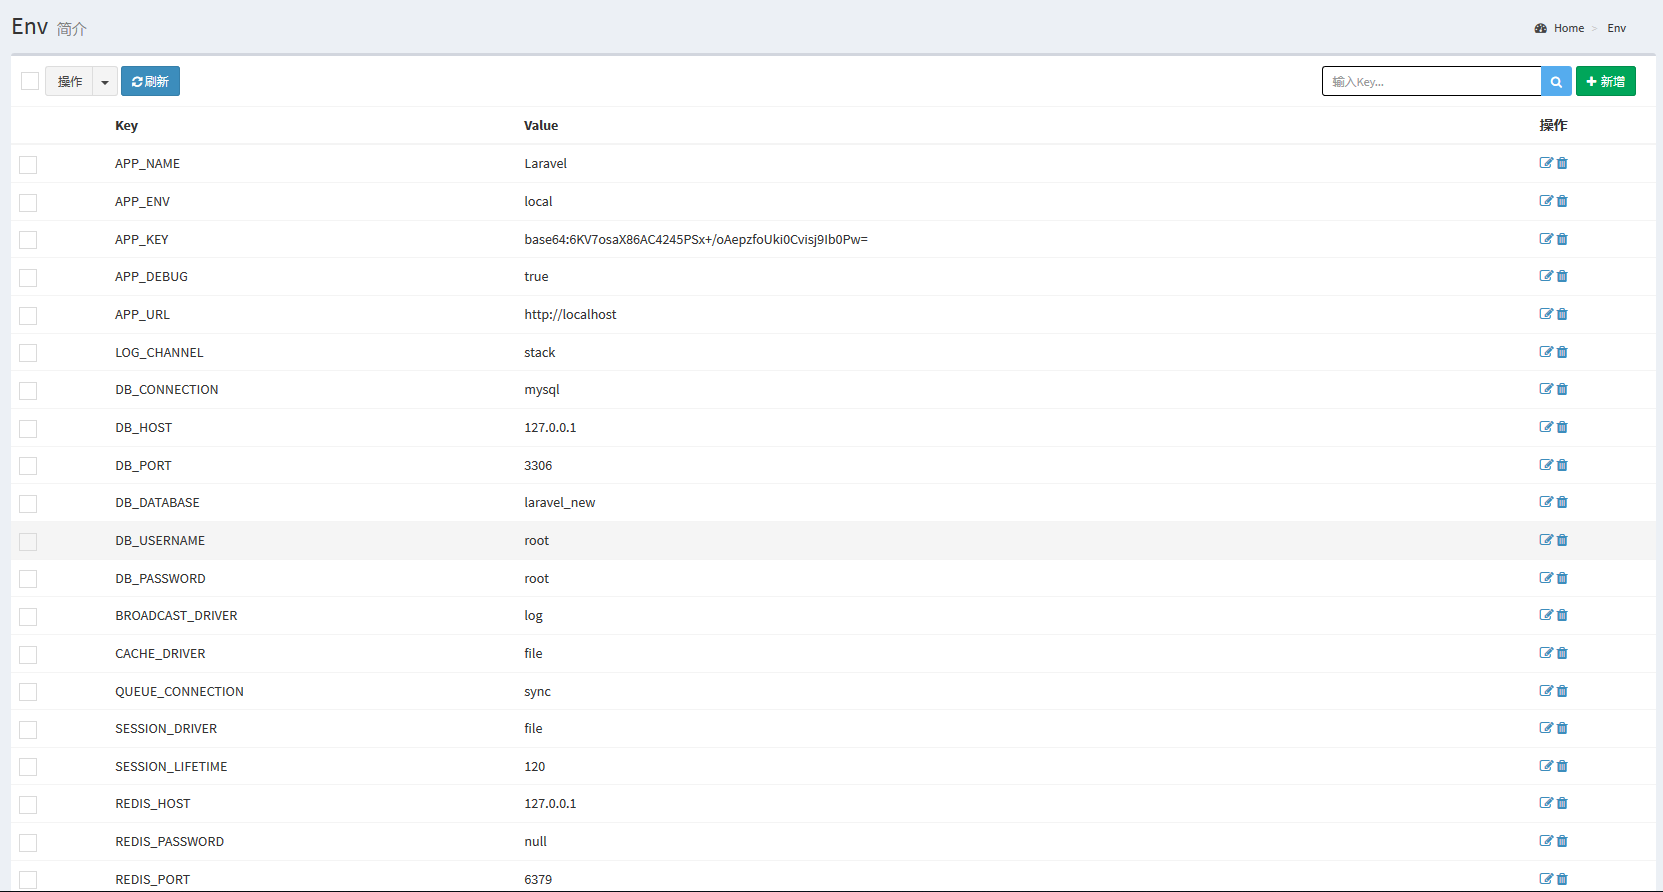 Env 简介
Home > Env
操作 刷新 输入Key... 新增
Key Value 操作
APP_NAME Laravel
APP_ENV local
APP_KEY base64:6KV7osaX86AC4245PSx+/oAepzfoUki0Cvisj9Ib0Pw=
APP_DEBUG true
APP_URL http://localhost
LOG_CHANNEL stack
DB_CONNECTION mysql
DB_HOST 127.0.0.1
DB_PORT 3306
DB_DATABASE laravel_new
DB_USERNAME root
DB_PASSWORD root
BROADCAST_DRIVER log
CACHE_DRIVER file
QUEUE_CONNECTION sync
SESSION_DRIVER file
SESSION_LIFETIME 120
REDIS_HOST 127.0.0.1
REDIS_PASSWORD null
REDIS_PORT 6379